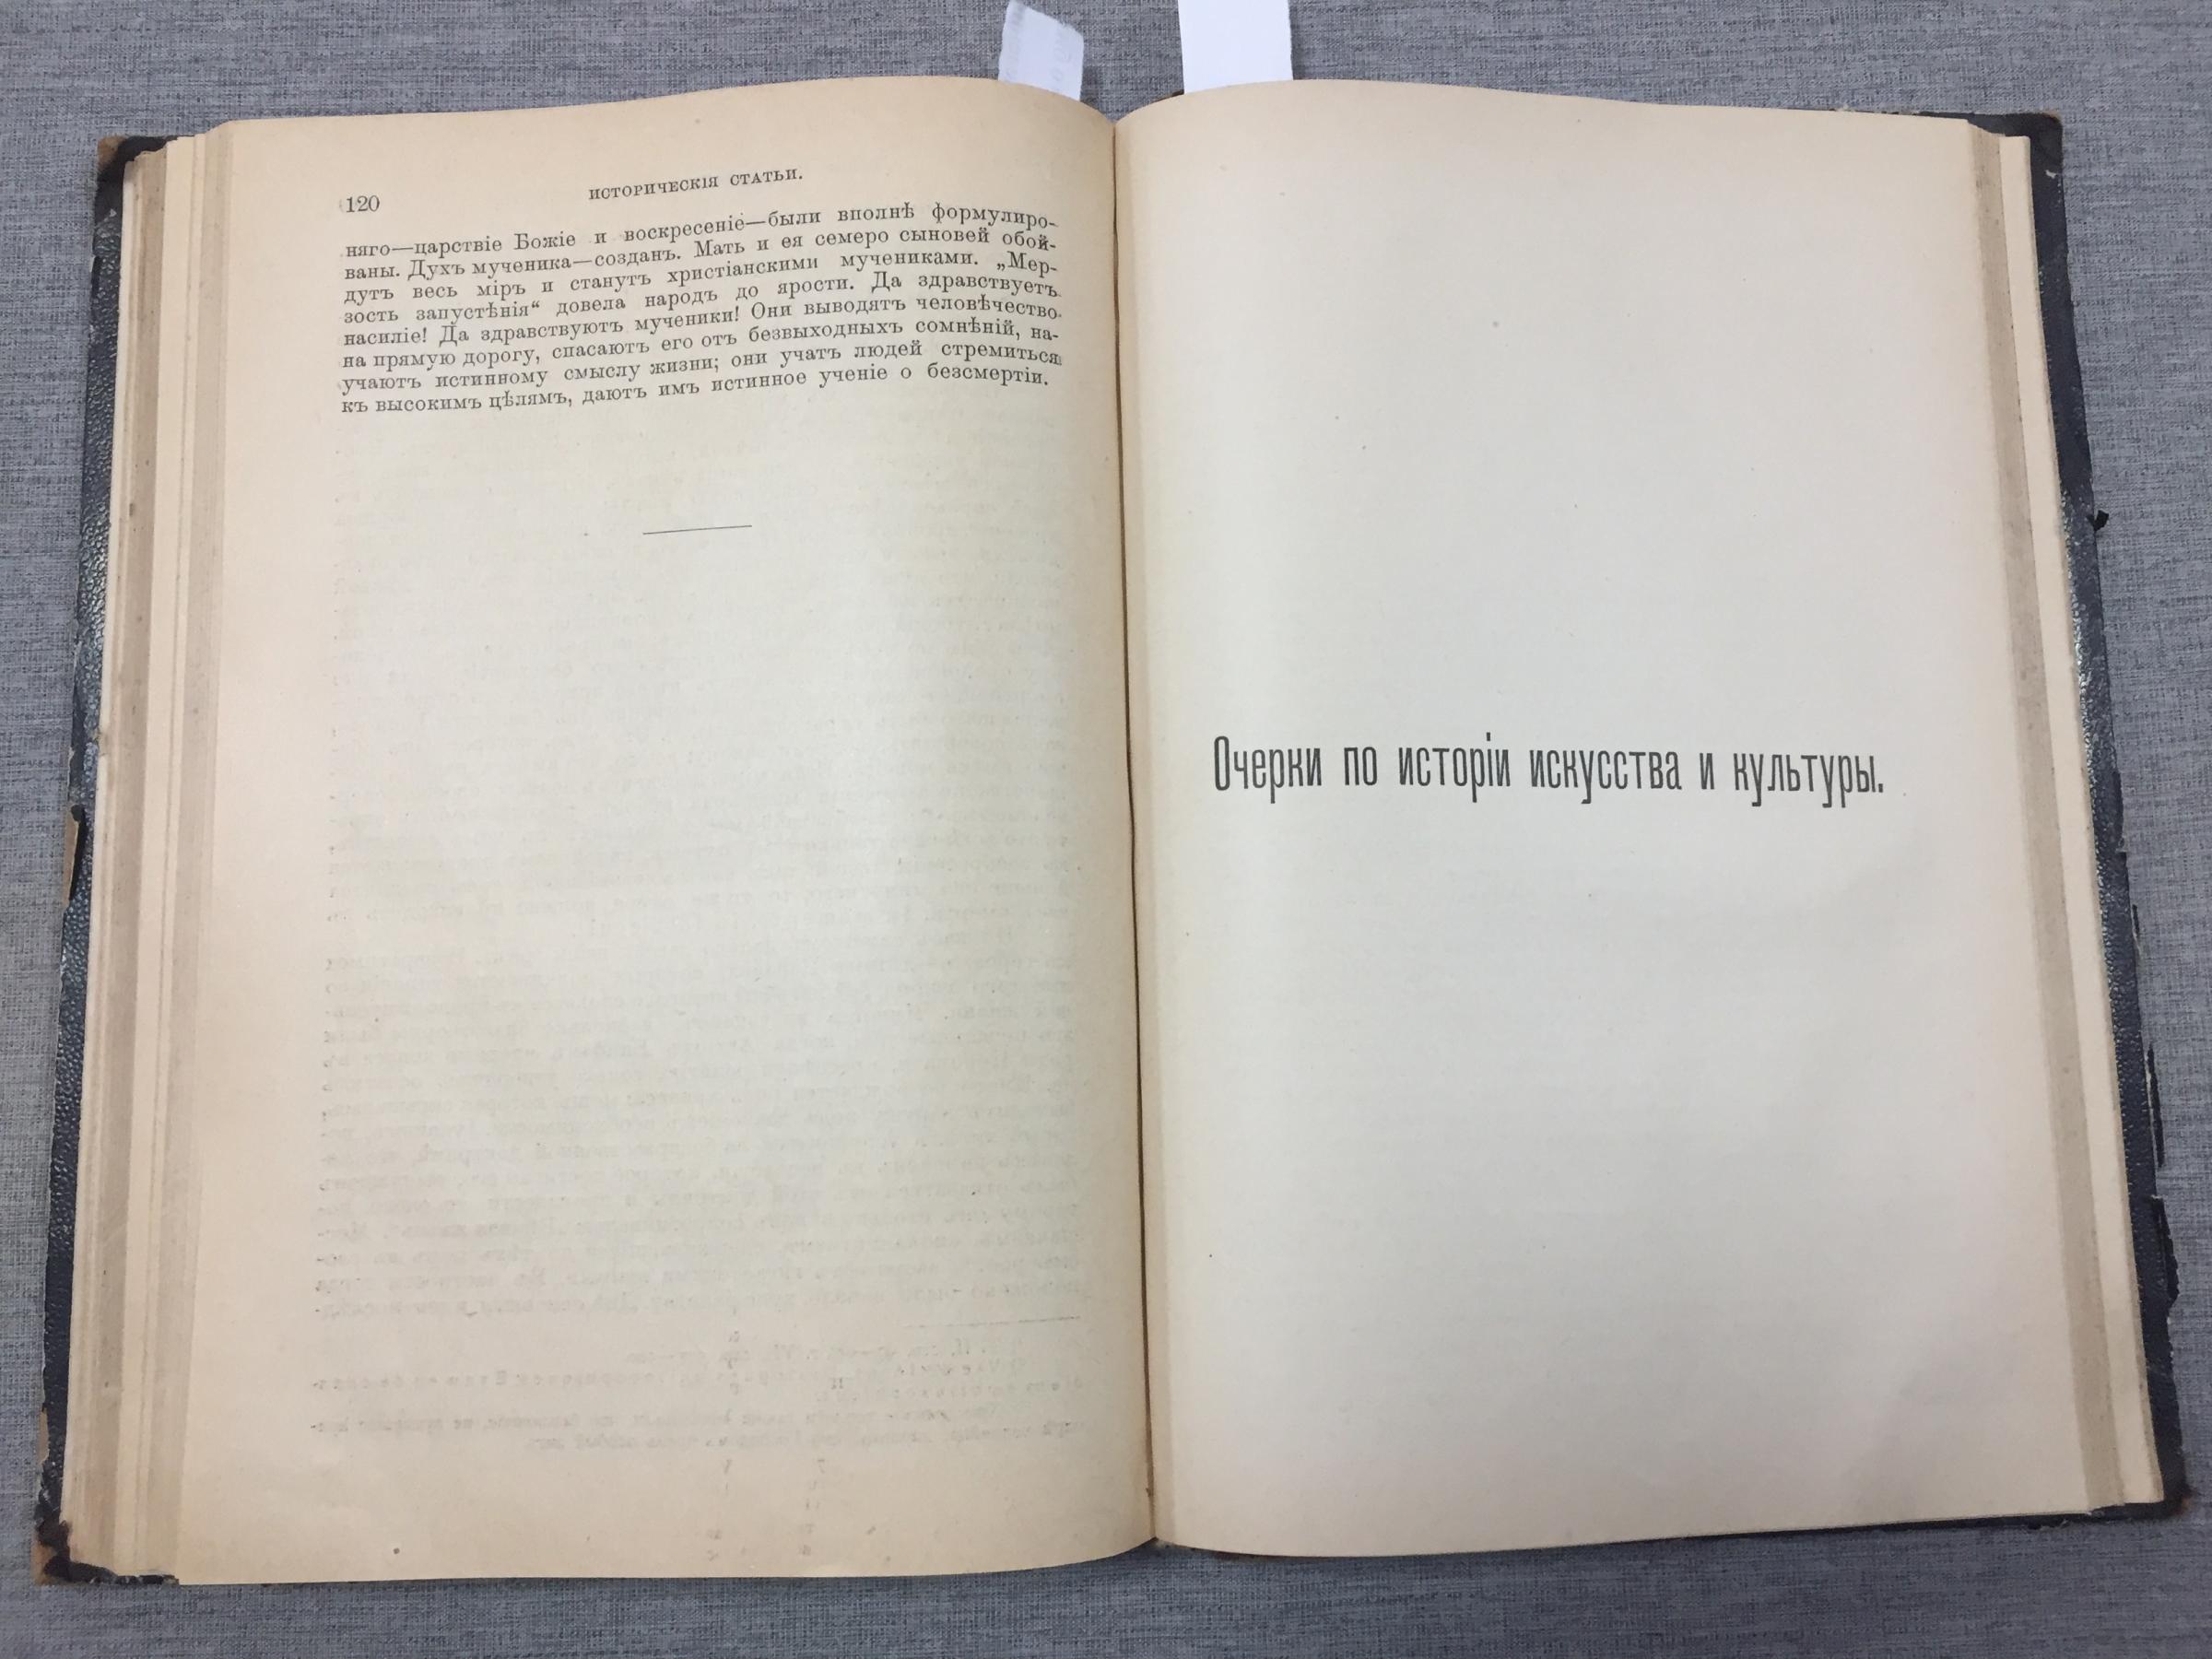 120
ИСТОРИЧЕСКІЯ СТАТЬИ.
няго—царствіе Божіе и воскресеніе—были вполнѣ формулиро-
ваны. Духъ мученика—созданъ. Мать и ея семеро сыновей обой-
дутъ весь міръ и станутъ христіанскими мучениками. „Мер-
зость запустѣнія“ довела народъ до ярости. Да здравствуетъ
насиліе! Да здравствуютъ мученики! Они выводятъ человѣчество
на прямую дорогу, спасаютъ его отъ безвыходныхъ сомнѣній, на-
учаютъ истинному смыслу жизни; они учатъ людей стремиться
къ высокимъ цѣлямъ, даютъ имъ истинное ученіе о безсмертіи.
Очерки по исторіи искусства и культуры.